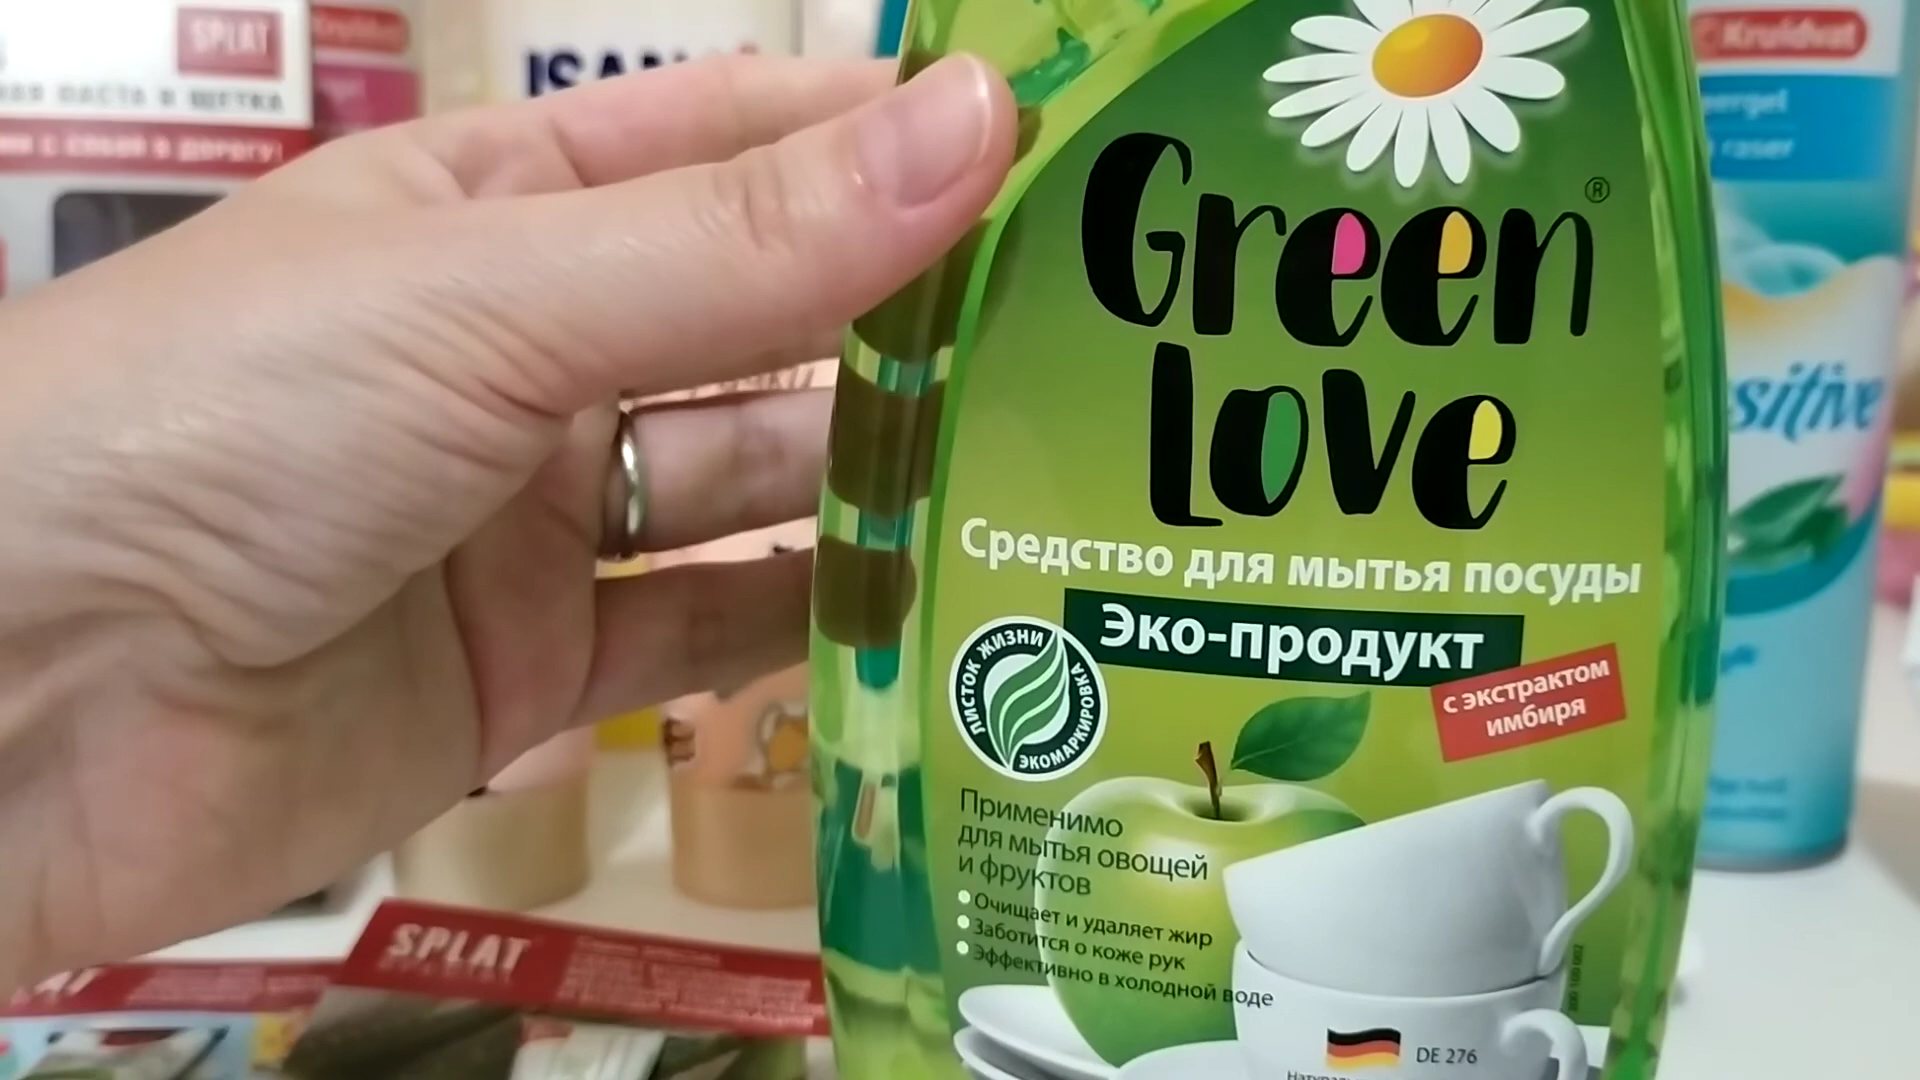 SPLAT
Kruidvat
Green®
Love
Средство для мытья посуды
Эко-продукт
ЛИСТОК ЖИЗНИ
ЭКОМАРКИРОВКА
с экстрактом
имбиря
Применимо
для мытья овощей
и фруктов
Очищает и удаляет жир
Заботится о коже рук
Эффективно в холодной воде
DE 276
Kruidvat
SPLAT